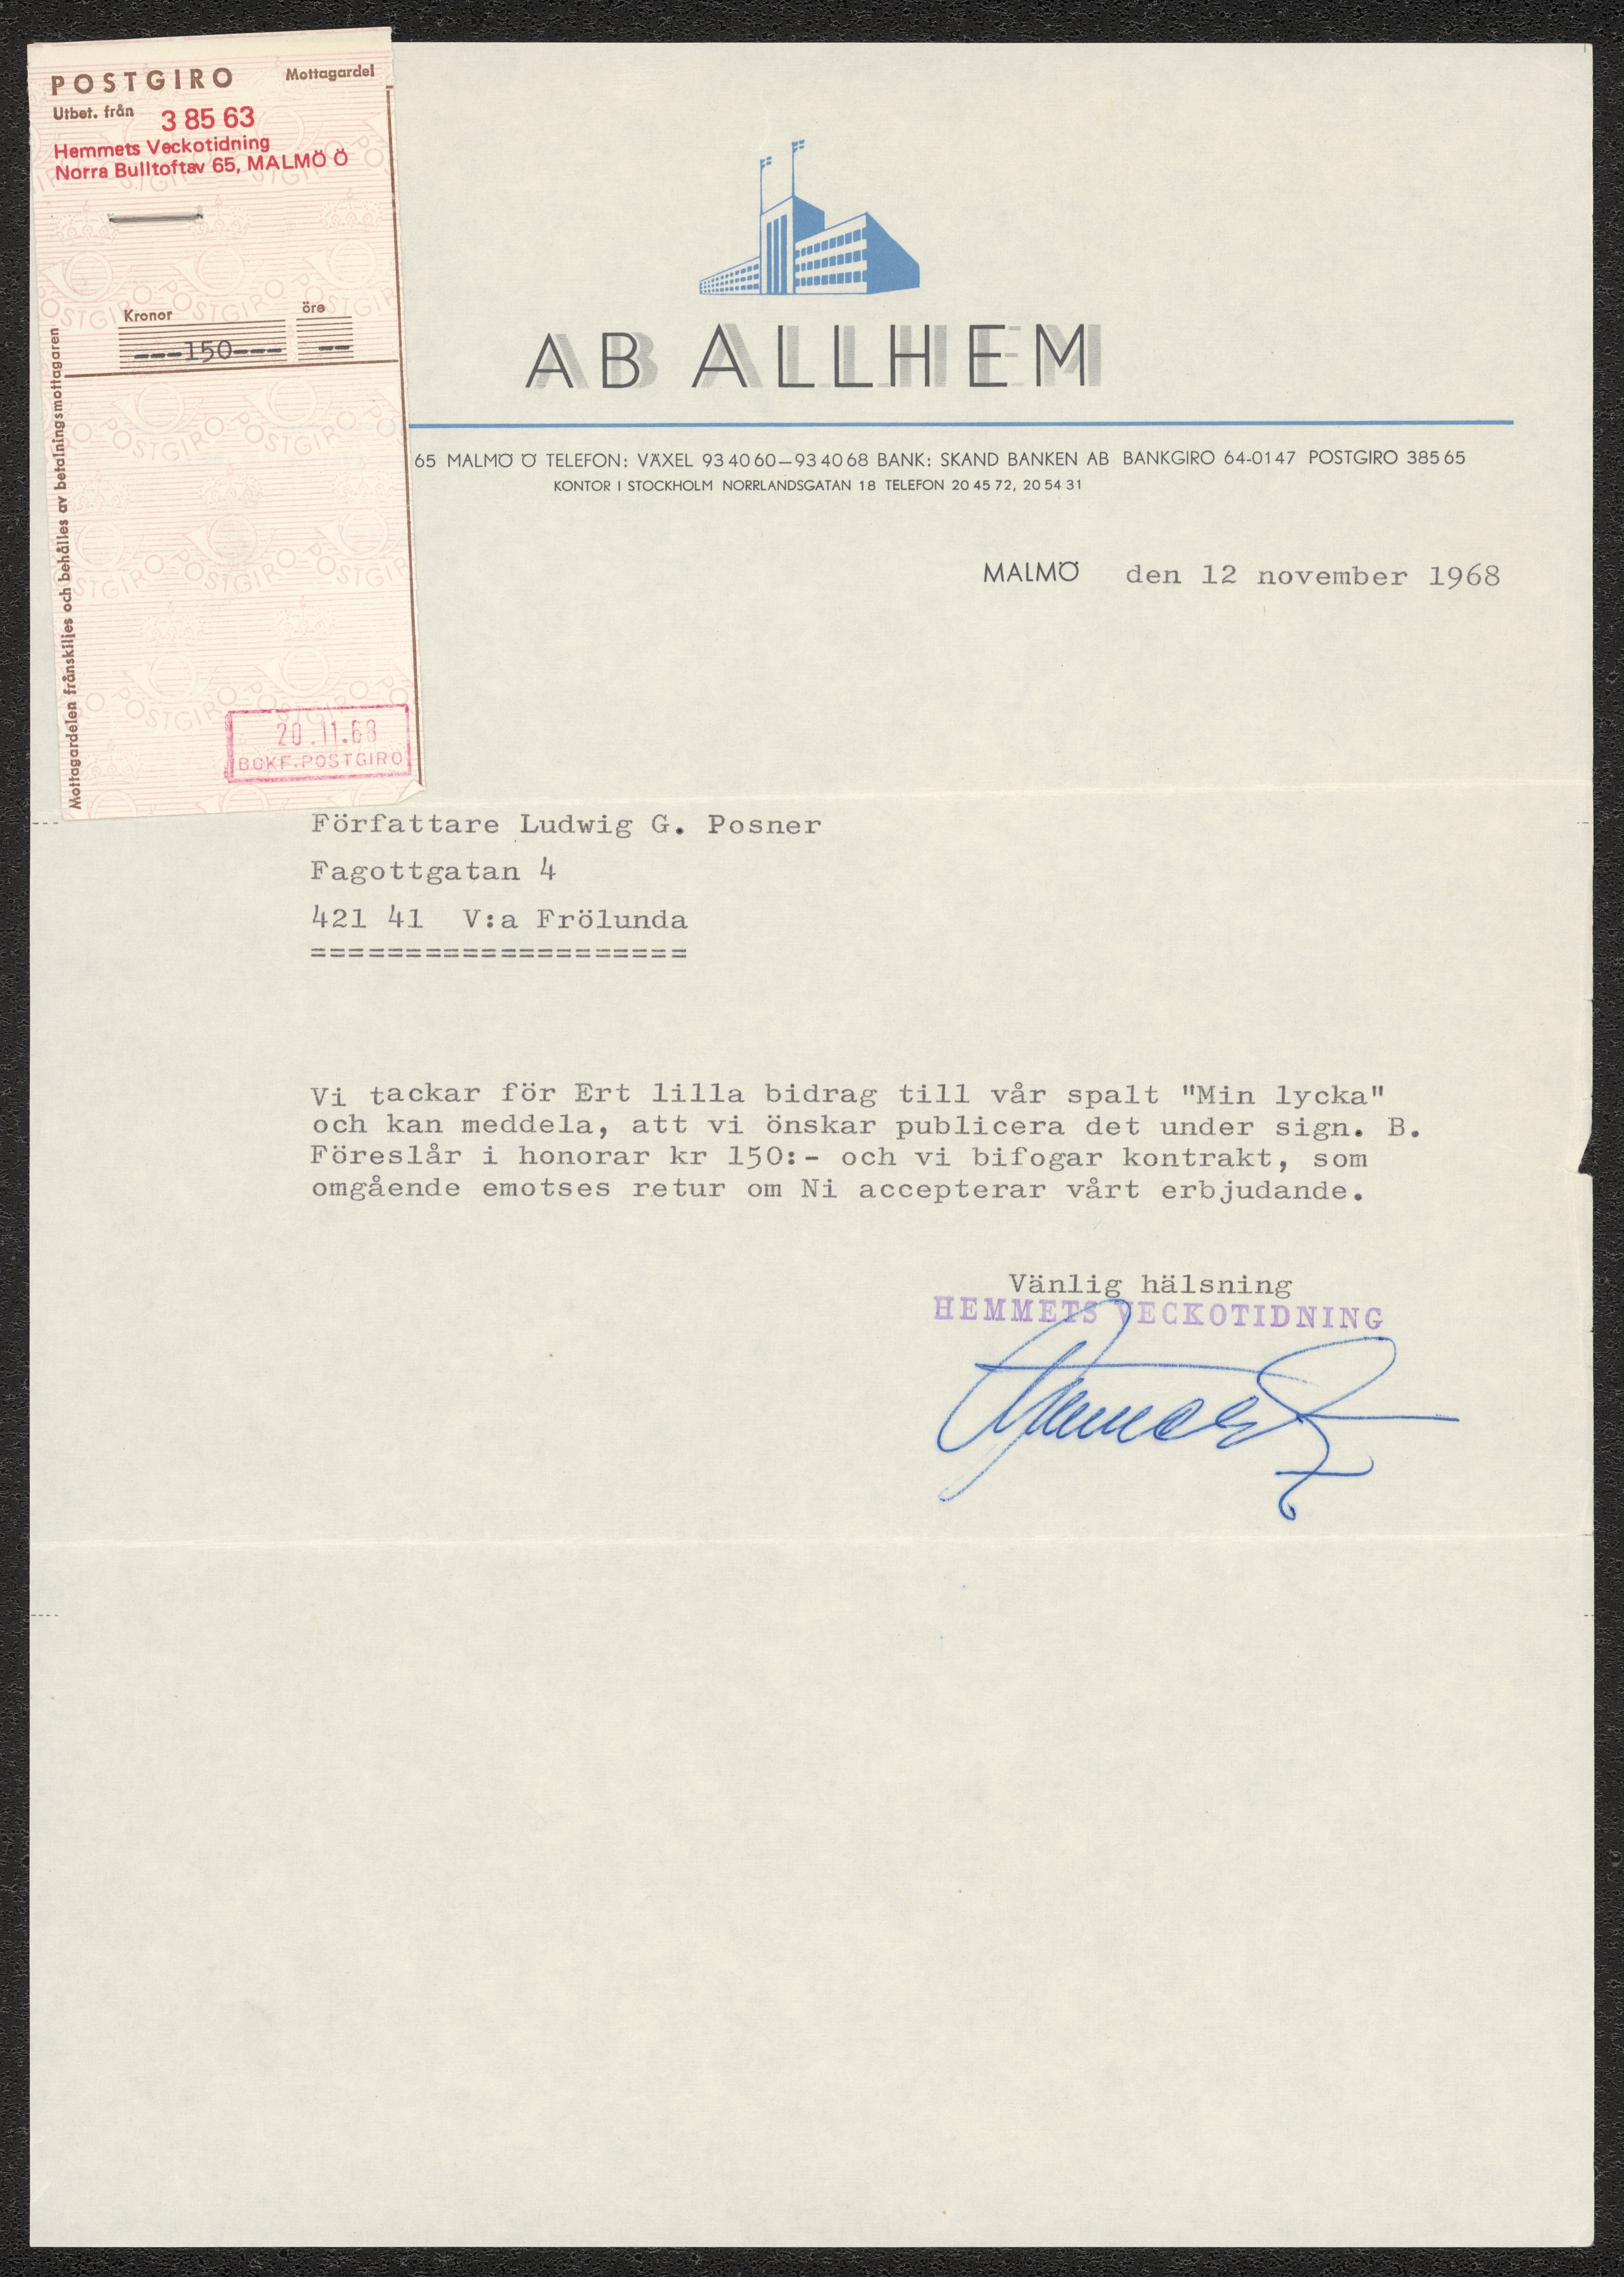 POSTGIRO Mottagardel
Utbet. från 3 85 63
Hemmets Veckotidning
Norra Bulltoftav 65, MALMÖ Ö
Kronor öre
---150--- --
Mottagardelen frånskiljes och behålles av betalningsmottagaren
20.11.68
BOKF.POSTGIRO
AB ALLHEM
65 MALMÖ Ö TELEFON: VÄXEL 93 40 60—93 40 68 BANK: SKAND BANKEN AB BANKGIRO 64-0147 POSTGIRO 385 65
KONTOR I STOCKHOLM NORRLANDSGATAN 18 TELEFON 20 45 72, 20 54 31
MALMÖ den 12 november 1968
Författare Ludwig G. Posner
Fagottgatan 4
421 41 V:a Frölunda
====================
Vi tackar för Ert lilla bidrag till vår spalt "Min lycka"
och kan meddela, att vi önskar publicera det under sign. B.
Föreslår i honorar kr 150:- och vi bifogar kontrakt, som
omgående emotses retur om Ni accepterar vårt erbjudande.
Vänlig hälsning
HEMMETS VECKOTIDNING